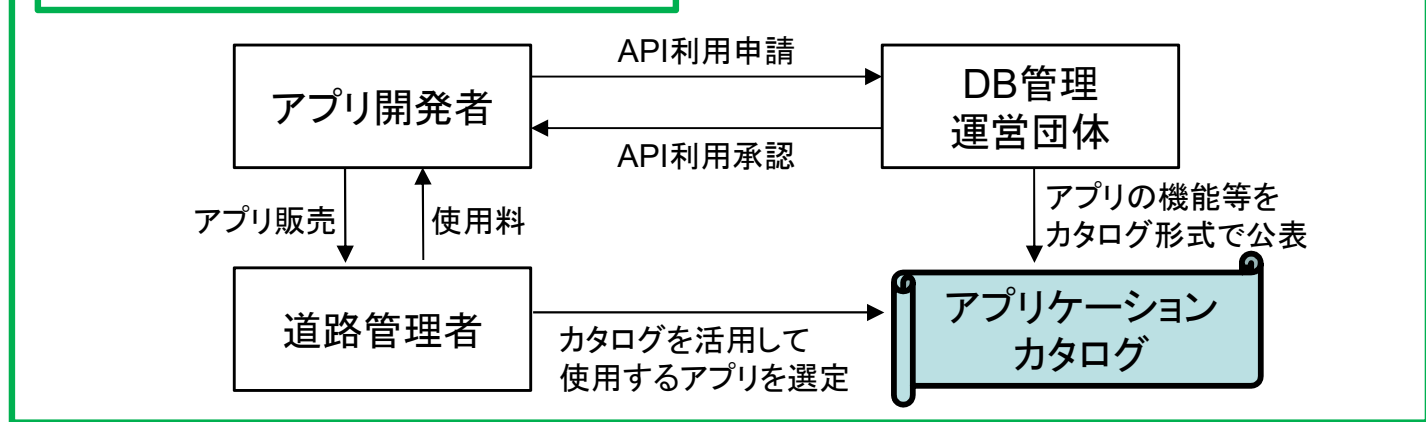 API利用申請
アプリ開発者
DB管理
運営団体
API利用承認
アプリ販売
使用料
アプリの機能等を
カタログ形式で公表
道路管理者
カタログを活用して
使用するアプリを選定
アプリケーション
カタログ